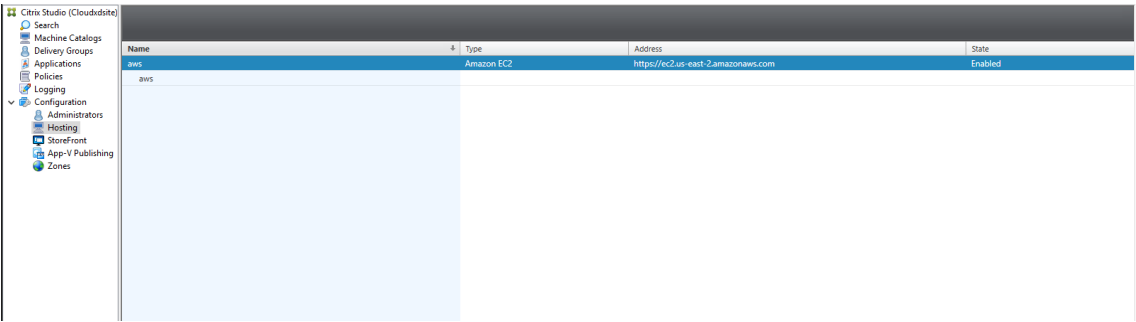 Citrix Studio (Cloudxdsite)
Search
Machine Catalogs
Delivery Groups
Applications
Policies
Logging
Configuration
Administrators
Hosting
StoreFront
App-V Publishing
Zones
Name Type Address State
aws Amazon EC2 https://ec2.us-east-2.amazonaws.com Enabled
aws